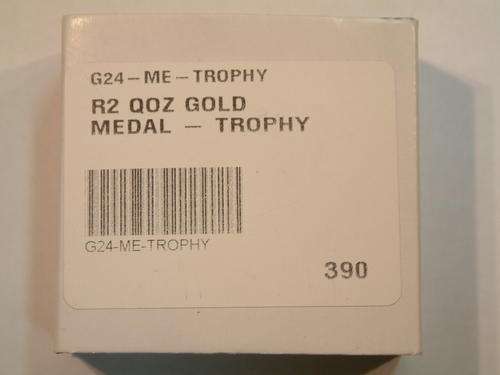 G24-ME-TROPHY
R2 QOZ GOLD
MEDAL - TROPHY
G24-ME-TROPHY
390